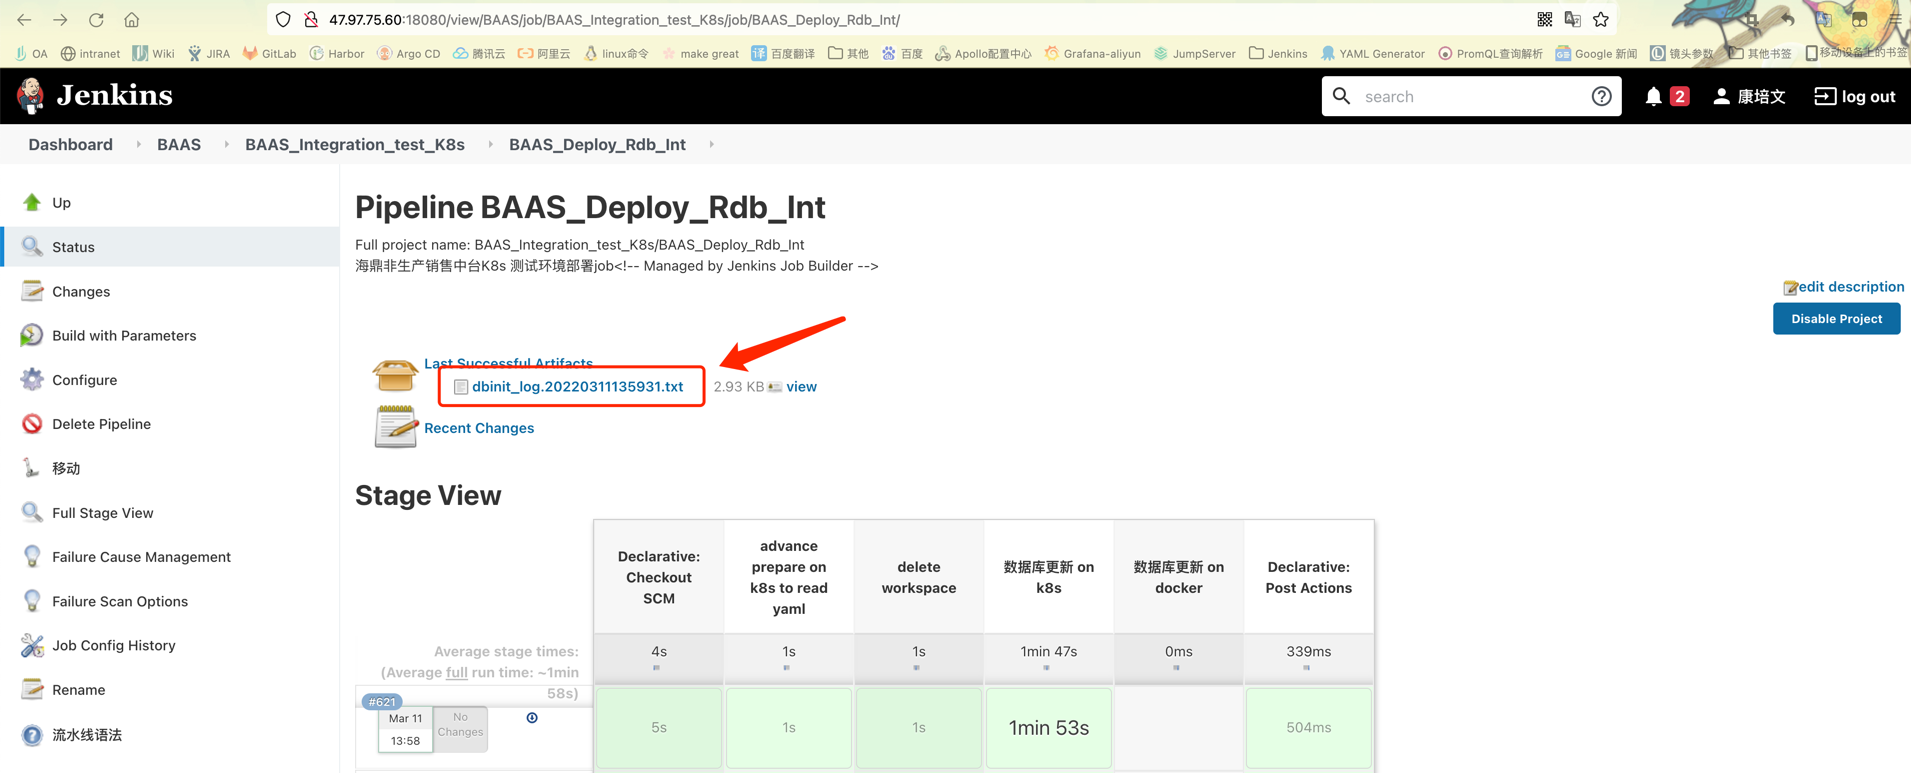 47.97.75.60:18080/view/BAAS/job/BAAS_Integration_test_K8s/job/BAAS_Deploy_Rdb_Int/
OA intranet Wiki JIRA GitLab Harbor Argo CD 腾讯云 阿里云 linux命令 make great 译 百度翻译 其他 百度 Apollo配置中心 Grafana-aliyun JumpServer Jenkins YAML Generator PromQL查询解析 Google 新闻 镜头参数 其他书签 移动设备上的书签
Jenkins
search
2
康培文
log out
Dashboard BAAS BAAS_Integration_test_K8s BAAS_Deploy_Rdb_Int
Up
Status
Changes
Build with Parameters
Configure
Delete Pipeline
移动
Full Stage View
Failure Cause Management
Failure Scan Options
Job Config History
Rename
流水线语法
Pipeline BAAS_Deploy_Rdb_Int
Full project name: BAAS_Integration_test_K8s/BAAS_Deploy_Rdb_Int
海鼎非生产销售中台K8s 测试环境部署job<!-- Managed by Jenkins Job Builder -->
edit description
Disable Project
Last Successful Artifacts
dbinit_log.20220311135931.txt 2.93 KB view
Recent Changes
Stage View
Declarative:
Checkout
SCM
advance
prepare on
k8s to read
yaml
delete
workspace
数据库更新 on
k8s
数据库更新 on
docker
Declarative:
Post Actions
Average stage times:
(Average full run time: ~1min
58s)
4s 1s 1s 1min 47s 0ms 339ms
#621
Mar 11
13:58
No
Changes
5s 1s 1s 1min 53s 504ms